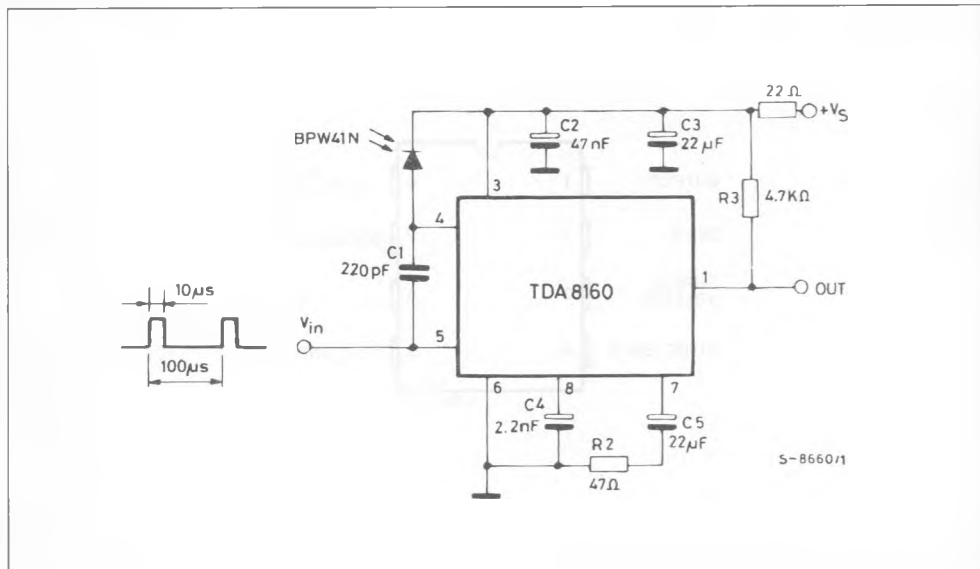 22 Ω
+VS
BPW41N
C2
47nF
C3
22µF
R3
4.7KΩ
3
4
C1
220pF
TDA 8160
1
OUT
10µs
Vin
5
100µs
6
8
7
C4
2.2nF
C5
22µF
R2
47Ω
S-8660/1